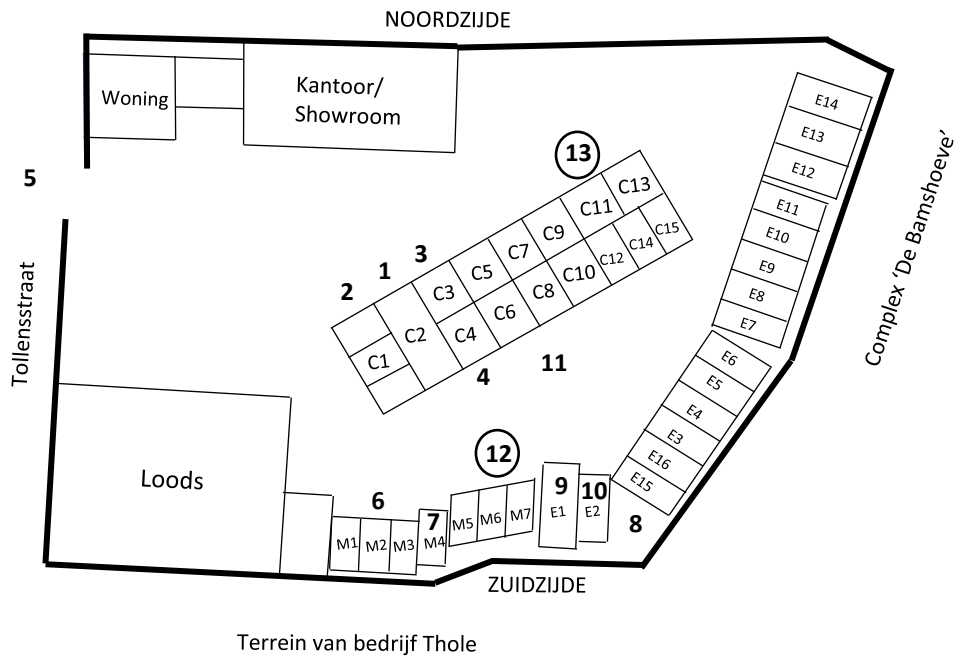 NOORDZIJDE
Woning
Kantoor/
Showroom
E14
E13
E12
E11
E10
E9
E8
E7
Complex ‘De Bamshoeve’
5
13
C13
C11
C15
C9
C14
C7
C12
3
C5
C10
1
C3
C8
2
C6
C2
C4
C1
4
11
Tollensstraat
E6
E5
E4
E3
E16
E15
Loods
12
6
7
9
10
8
M1
M2
M3
M4
M5
M6
M7
E1
E2
ZUIDZIJDE
Terrein van bedrijf Thole